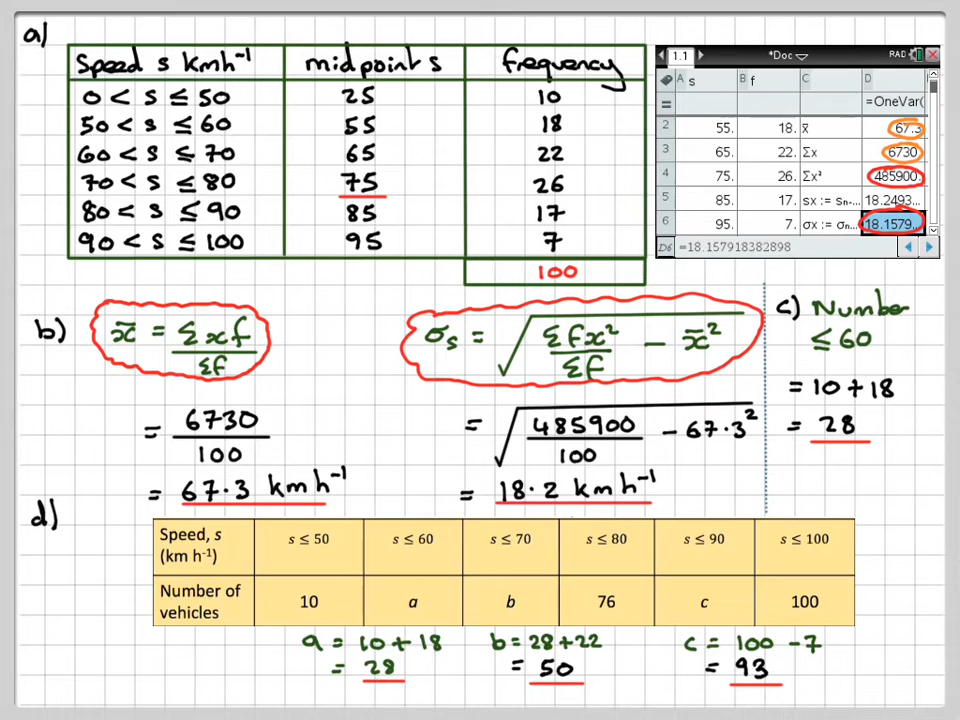 a)
Speed s kmh⁻¹ midpoint s frequency
0 < s ≤ 50 25 10
50 < s ≤ 60 55 18
60 < s ≤ 70 65 22
70 < s ≤ 80 75 26
80 < s ≤ 90 85 17
90 < s ≤ 100 95 7
100
1.1 *Doc RAD
A s B f C D
= =OneVar(
2 55. 18. x̄ 67.3
3 65. 22. Σx 6730
4 75. 26. Σx² 485900.
5 85. 17. sx := sₙ-... 18.2493...
6 95. 7. σx := σₙ... 18.1579...
D6 =18.157918382898
b) x̄ = Σxf / Σf
= 6730 / 100
= 67.3 kmh⁻¹
σs = √(Σfx² / Σf − x̄²)
= √(485900 / 100 − 67.3²)
= 18.2 kmh⁻¹
c) Number
≤ 60
= 10 + 18
= 28
d)
Speed, s (km h⁻¹) s ≤ 50 s ≤ 60 s ≤ 70 s ≤ 80 s ≤ 90 s ≤ 100
Number of vehicles 10 a b 76 c 100
a = 10 + 18 b = 28 + 22 c = 100 − 7
= 28 = 50 = 93